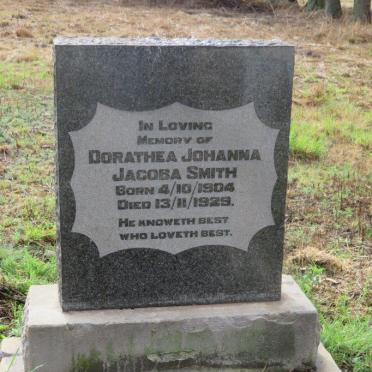 In Loving
Memory of
Dorathea Johanna
Jacoba Smith
Born 4/10/1904
Died 13/11/1929.
He knoweth best
who loveth best.